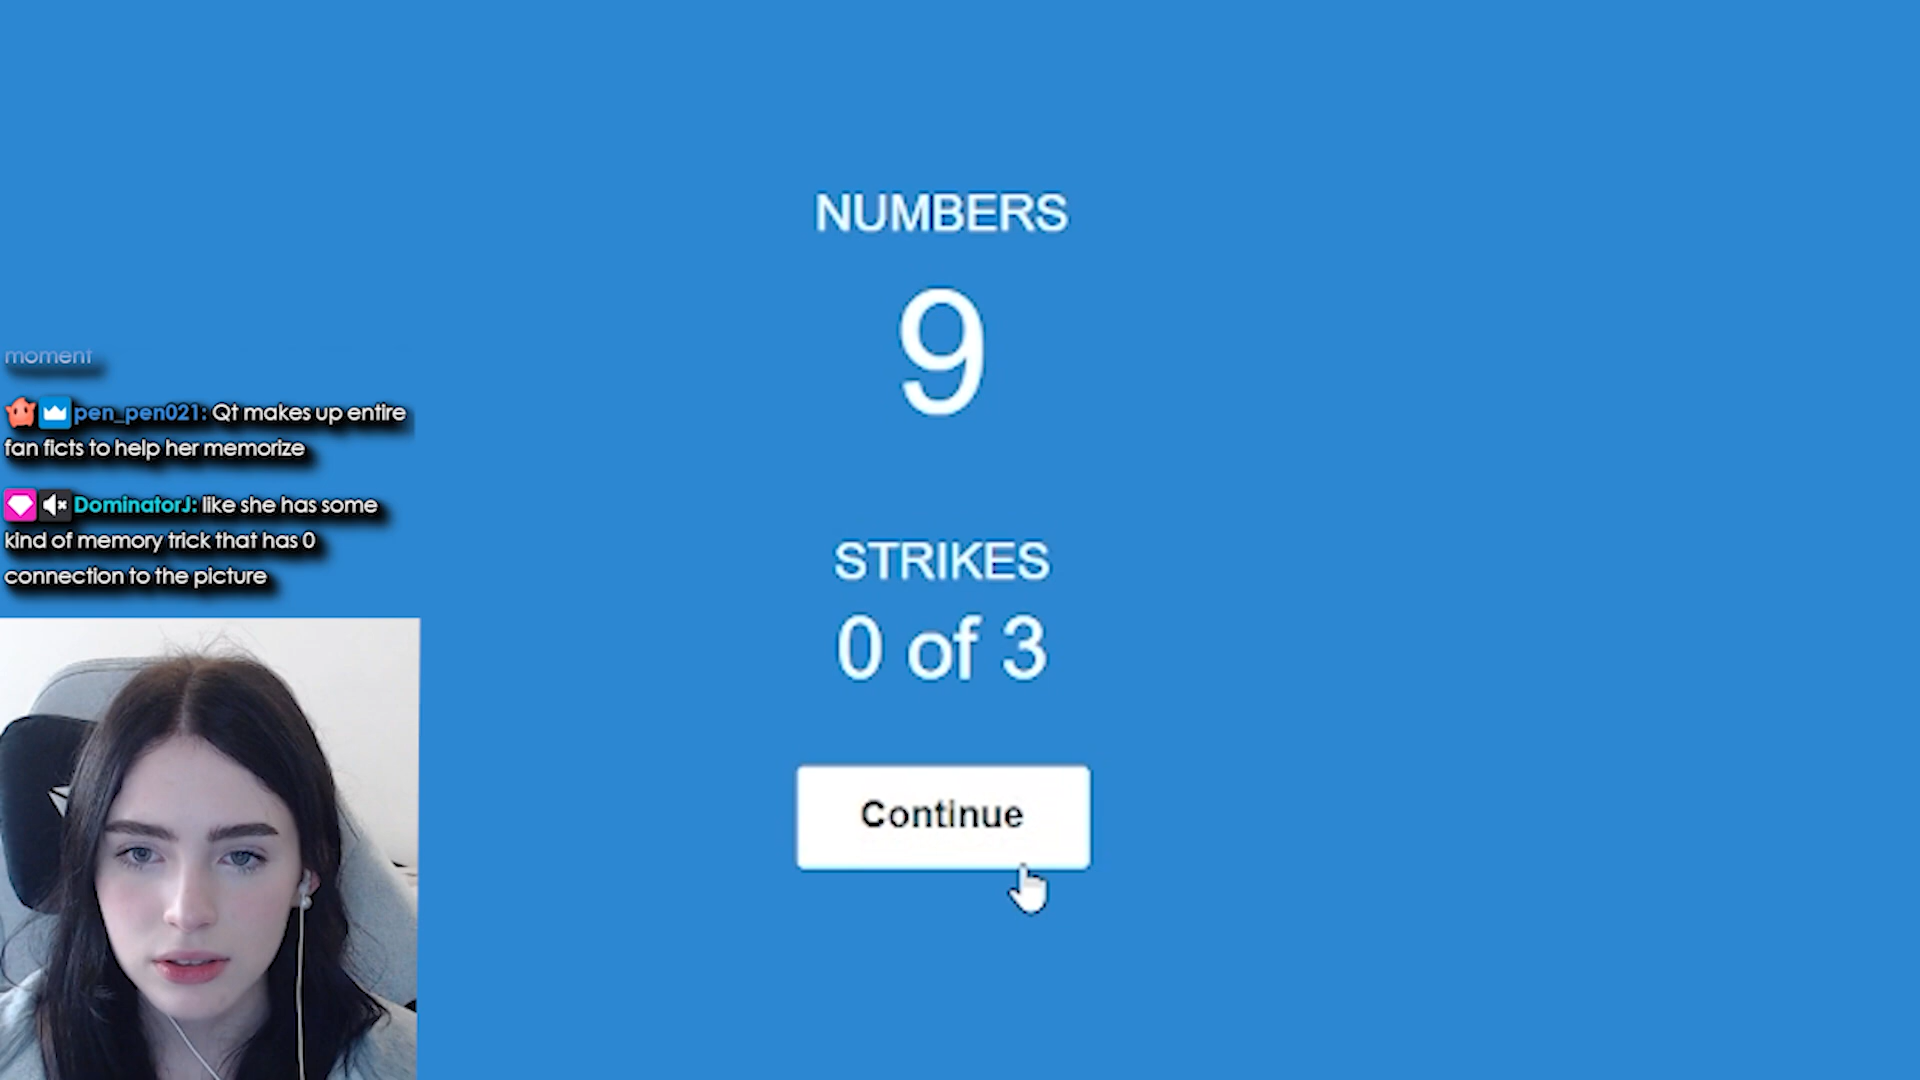 NUMBERS
9
STRIKES
0 of 3
Continue
moment
pen_pen021: Qt makes up entire
fan ficts to help her memorize
DominatorJ: like she has some
kind of memory trick that has 0
connection to the picture